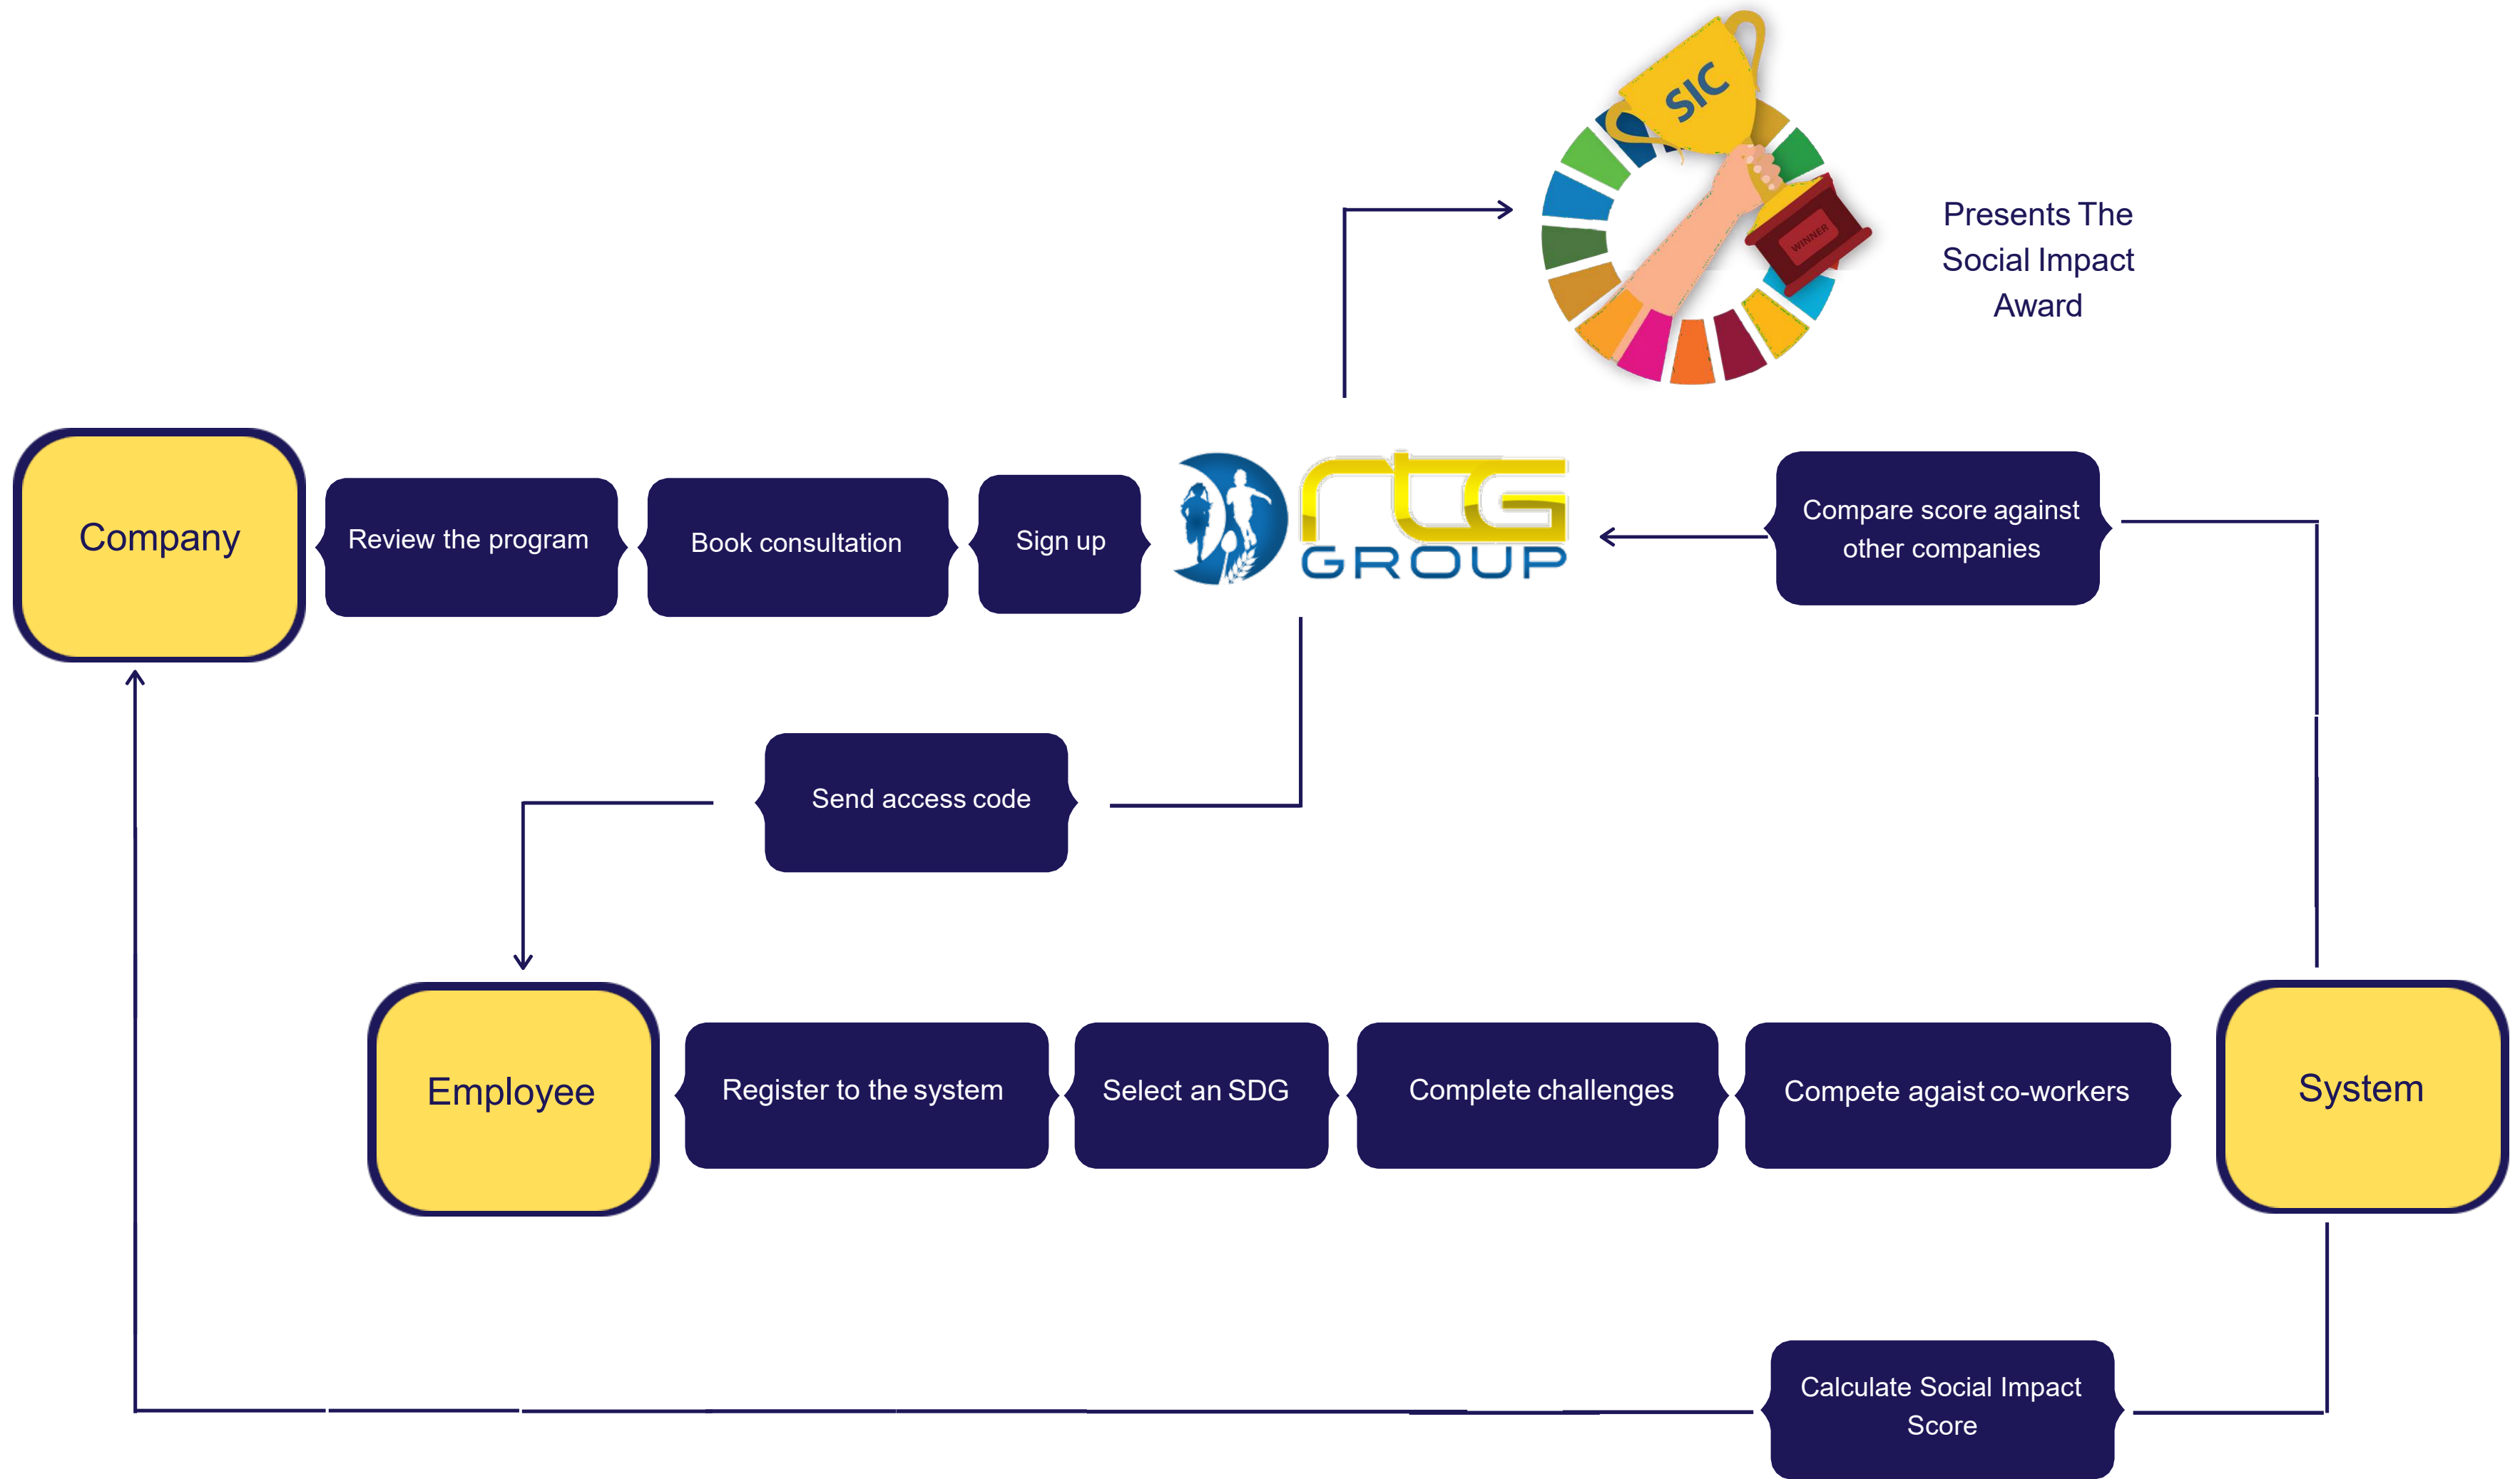 SIC
WINNER
Presents The
Social Impact
Award
Company
Review the program
Book consultation
Sign up
rtG
GROUP
Compare score against
other companies
Send access code
Employee
Register to the system
Select an SDG
Complete challenges
Compete agaist co-workers
System
Calculate Social Impact
Score